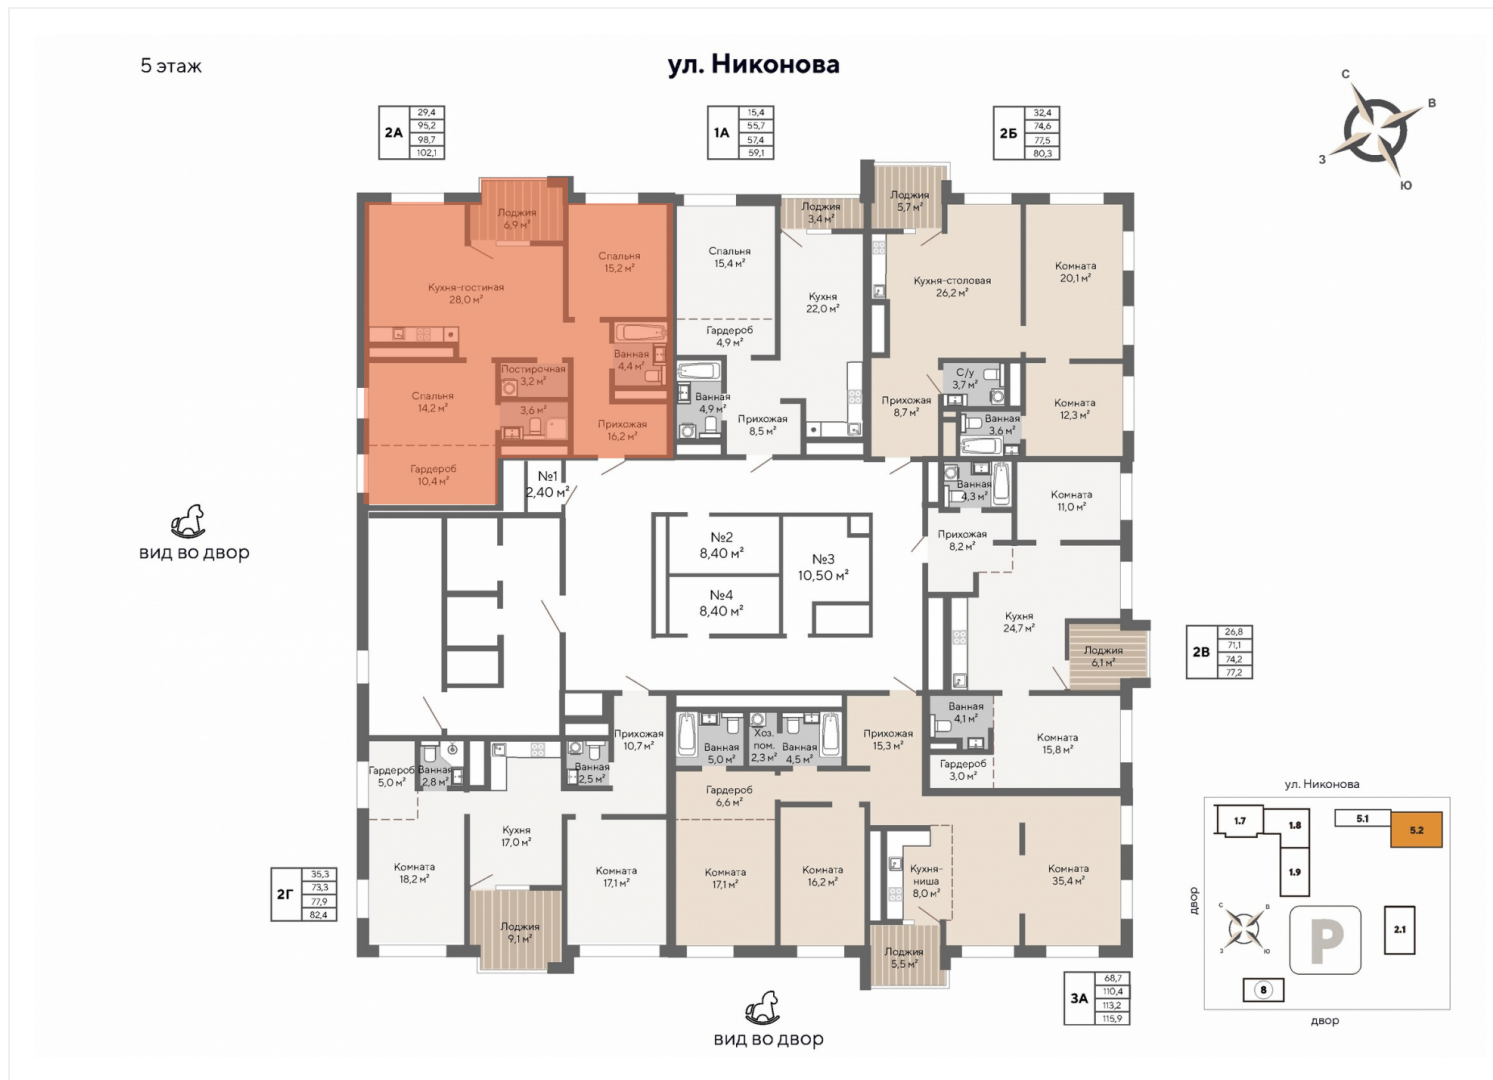 5 этаж
ул. Никонова
С
В
З
Ю
2А
29,4
95,2
98,7
102,1
1А
15,4
55,7
57,4
59,1
2Б
32,4
74,6
77,5
80,3
Лоджия
6,9 м²
Спальня
15,2 м²
Кухня-гостиная
28,0 м²
Ванная
4,4 м²
Постирочная
3,2 м²
3,6 м²
Спальня
14,2 м²
Прихожая
16,2 м²
Гардероб
10,4 м²
Спальня
15,4 м²
Лоджия
3,4 м²
Кухня
22,0 м²
Гардероб
4,9 м²
Ванная
4,9 м²
Прихожая
8,5 м²
Лоджия
5,7 м²
Кухня-столовая
26,2 м²
Комната
20,1 м²
С/у
3,7 м²
Прихожая
8,7 м²
Ванная
3,6 м²
Комната
12,3 м²
№1
2,40 м²
№2
8,40 м²
№3
10,50 м²
№4
8,40 м²
Ванная
4,3 м²
Комната
11,0 м²
Прихожая
8,2 м²
Кухня
24,7 м²
Лоджия
6,1 м²
2В
26,8
71,1
74,2
77,2
Ванная
4,1 м²
Комната
15,8 м²
Гардероб
3,0 м²
вид во двор
Прихожая
10,7 м²
Гардероб
5,0 м²
Ванная
2,8 м²
Ванная
2,5 м²
Кухня
17,0 м²
Комната
18,2 м²
Комната
17,1 м²
Лоджия
9,1 м²
2Г
35,3
73,3
77,9
82,4
Ванная
5,0 м²
Хоз.
пом.
2,3 м²
Ванная
4,5 м²
Прихожая
15,3 м²
Гардероб
6,6 м²
Комната
17,1 м²
Комната
16,2 м²
Кухня-
ниша
8,0 м²
Комната
35,4 м²
Лоджия
5,5 м²
3А
68,7
110,4
113,2
115,9
вид во двор
ул. Никонова
1.7
1.8
1.9
5.1
5.2
2.1
8
P
С
В
З
Ю
двор
двор